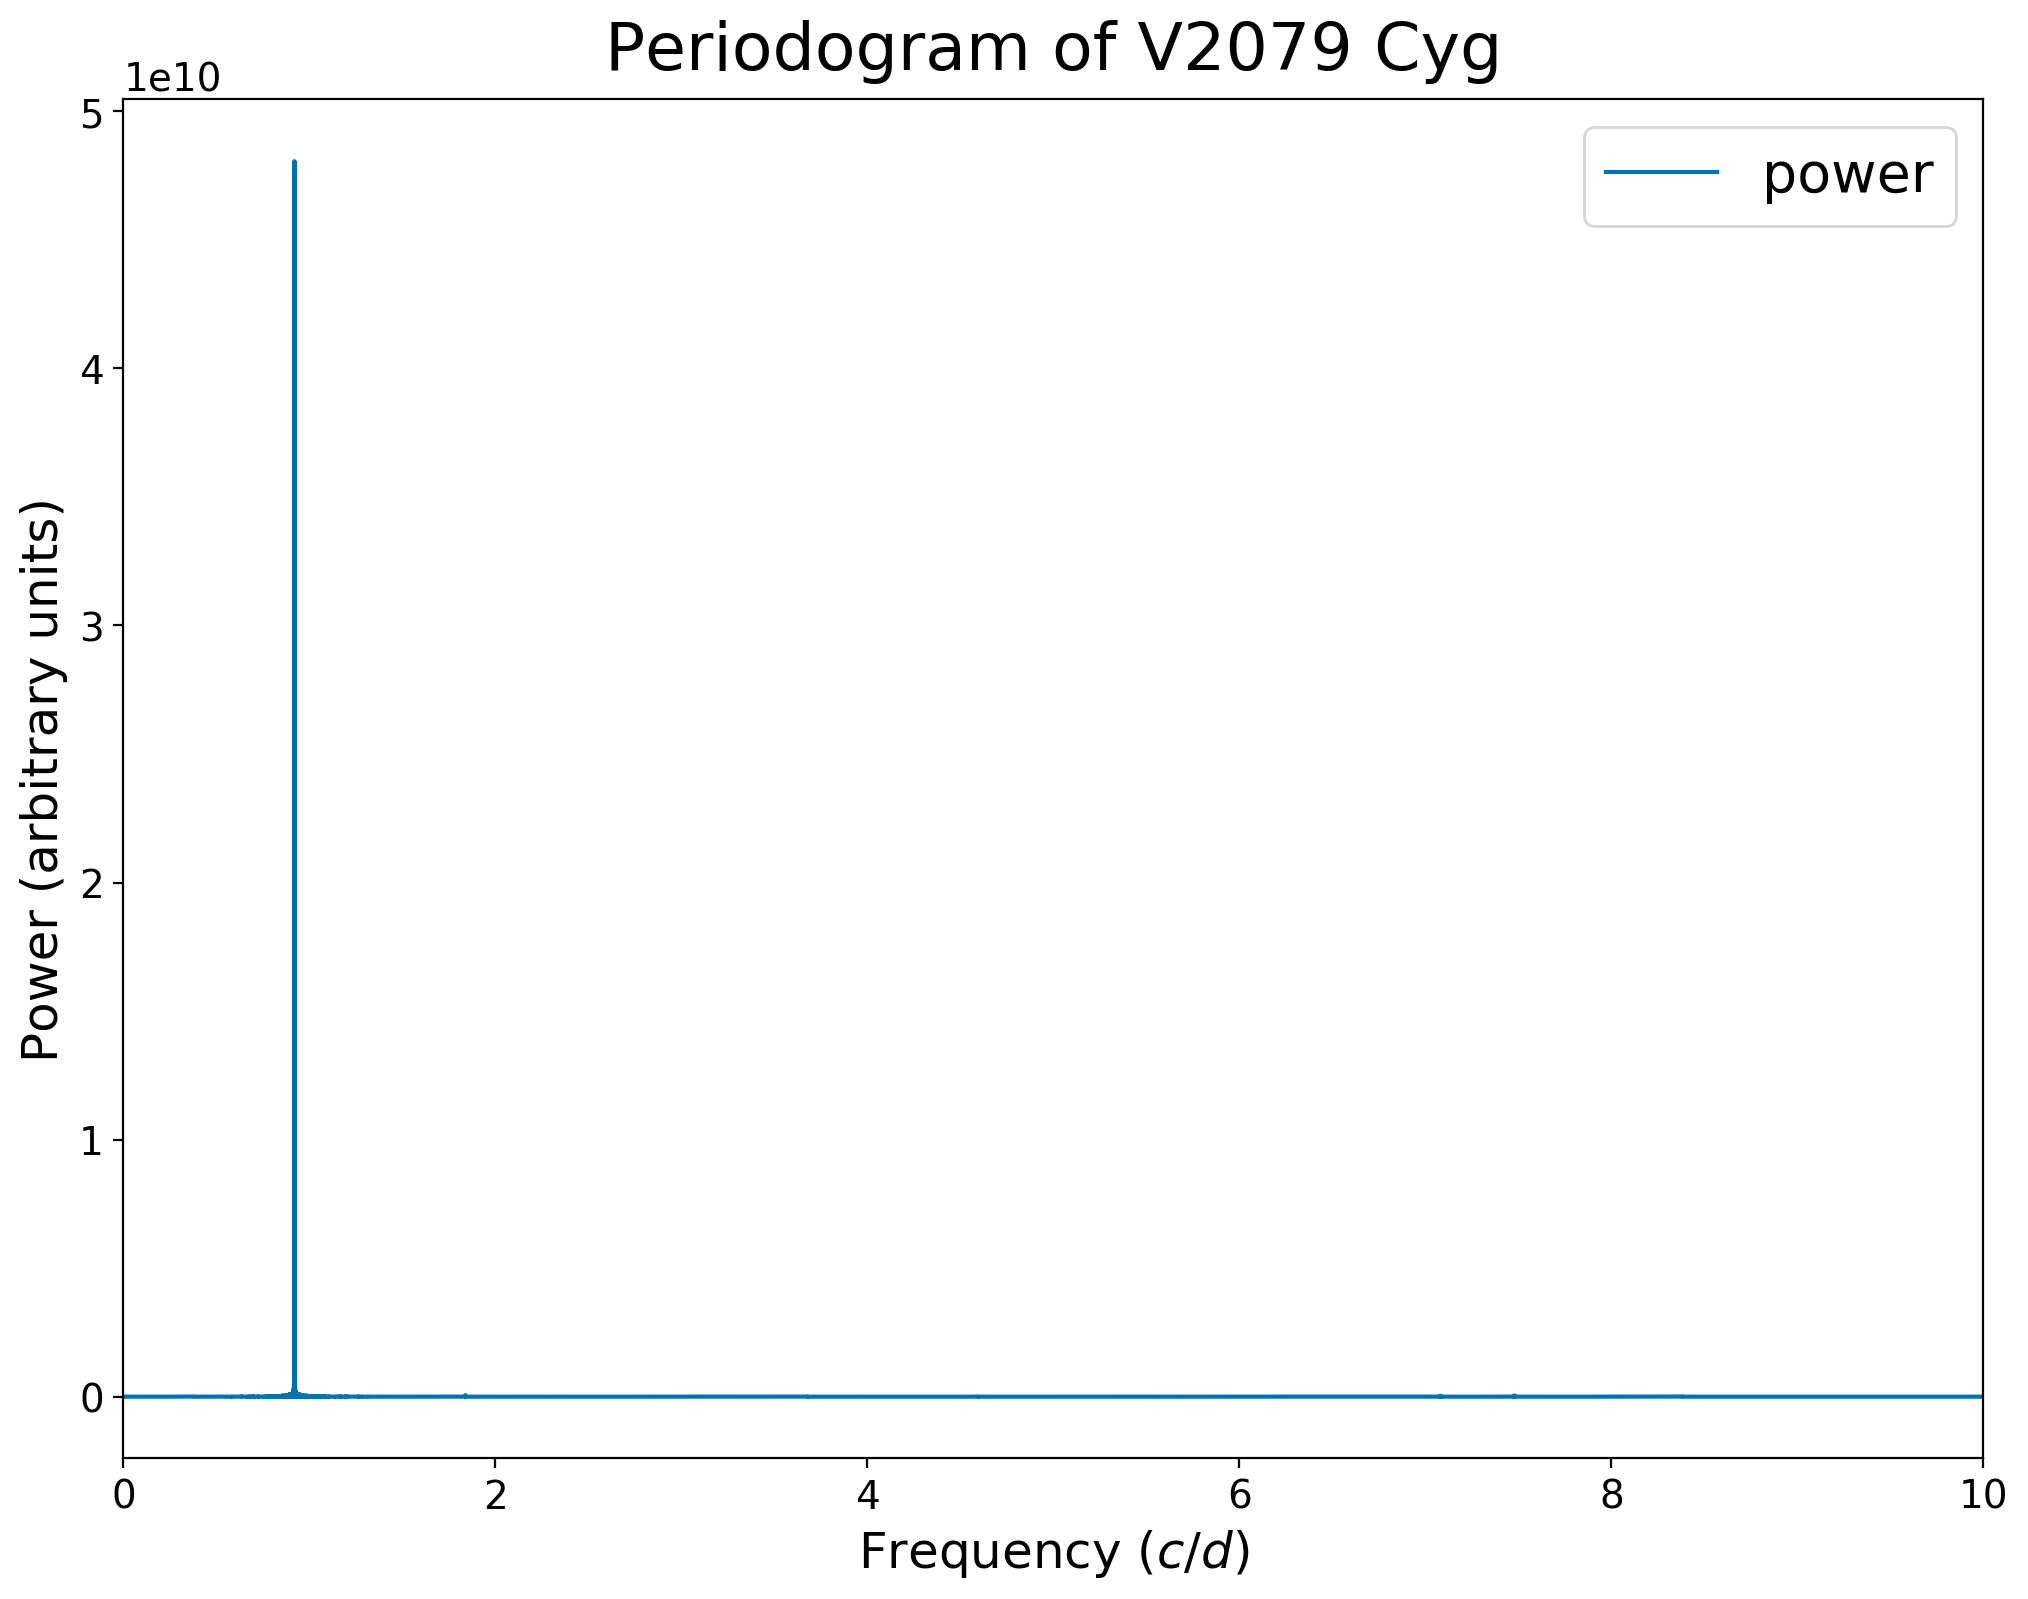 Periodogram of V2079 Cyg
1e10
power
5
4
3
2
1
0
Power (arbitrary units)
0 2 4 6 8 10
Frequency (c/d)